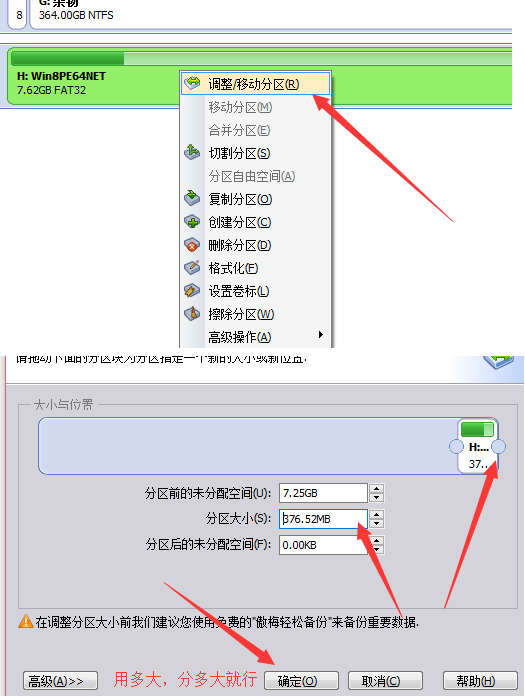 G: 杂物
8
364.00GB NTFS
H: Win8PE64NET
7.62GB FAT32
调整/移动分区(R)
移动分区(M)
合并分区(E)
切割分区(S)
分区自由空间(A)
复制分区(O)
创建分区(C)
删除分区(D)
格式化(F)
设置卷标(L)
擦除分区(W)
高级操作(A)
请拖动下面的分区块为分区指定一个新的大小或新位置.
大小与位置
H:...
37...
分区前的未分配空间(U): 7.25GB
分区大小(S): 376.52MB
分区后的未分配空间(F): 0.00KB
在调整分区大小前我们建议您使用免费的"傲梅轻松备份"来备份重要数据.
高级(A)>> 用多大，分多大就行 确定(O) 取消(C) 帮助(H)